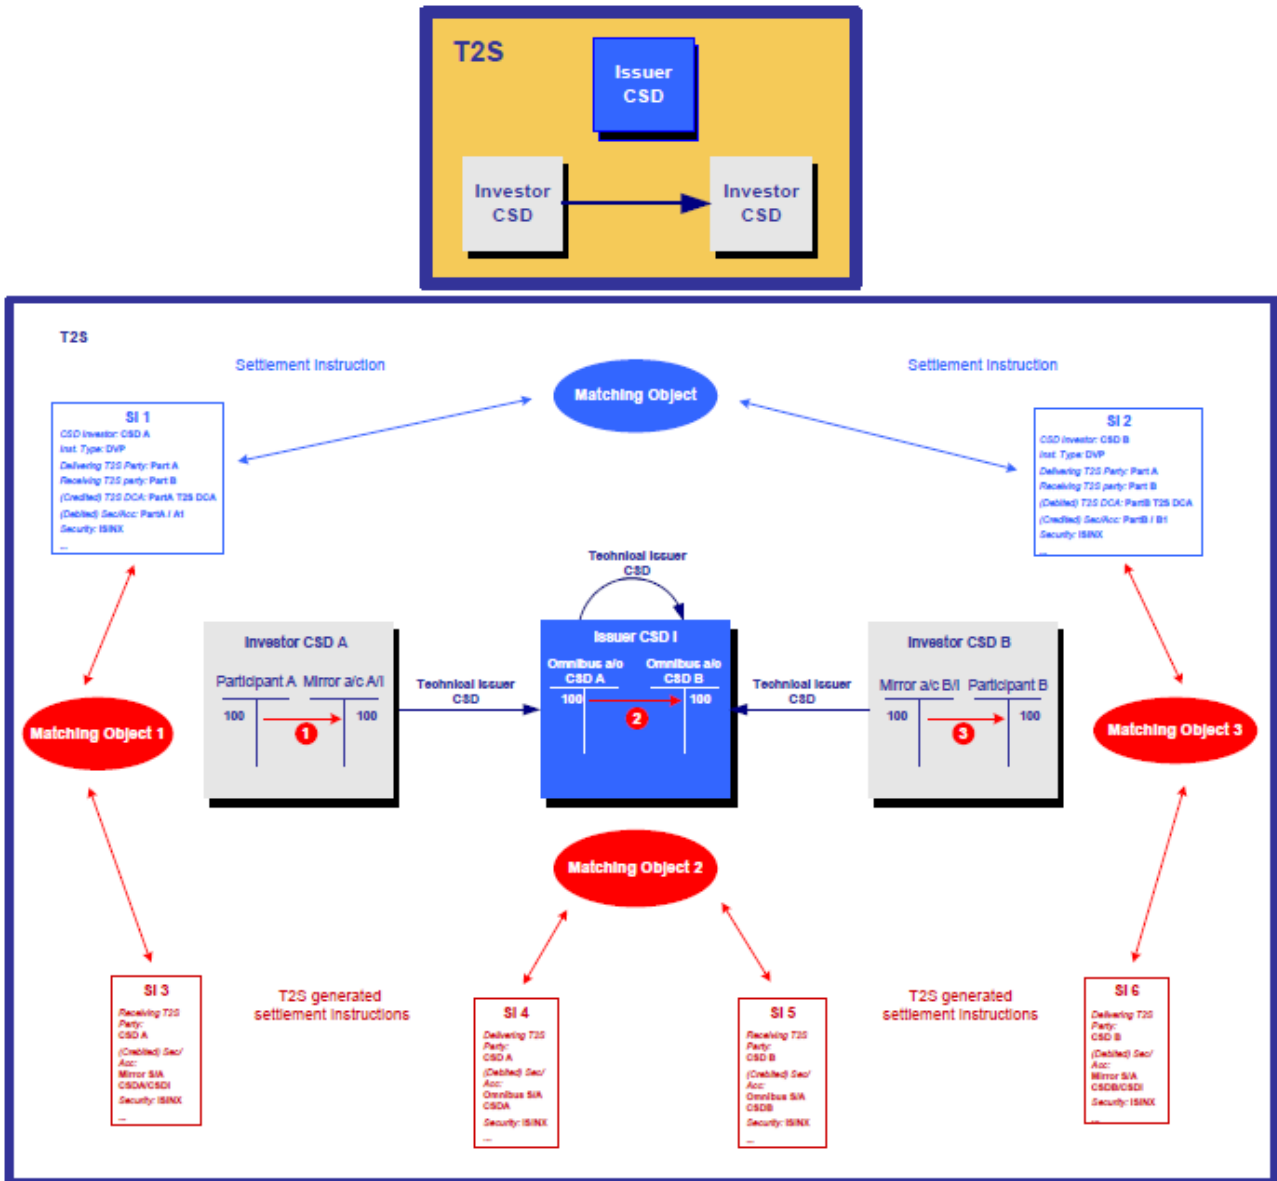 T2S
Issuer
CSD
Investor
CSD
Investor
CSD
T2S
Settlement Instruction
Matching Object
Settlement Instruction
SI 1
CSD Investor: CSD A
Inst. Type: DVP
Delivering T2S Party: Part A
Receiving T2S party: Part B
(Credited) T2S DCA: PartA T2S DCA
(Debited) Sec/Acc: PartA / A1
Security: ISINX
...
SI 2
CSD Investor: CSD B
Inst. Type: DVP
Delivering T2S Party: Part A
Receiving T2S party: Part B
(Debited) T2S DCA: PartB T2S DCA
(Credited) Sec/Acc: PartB / B1
Security: ISINX
...
Technical Issuer
CSD
Investor CSD A
Participant A Mirror a/c A/I
100 100
1
Technical Issuer
CSD
Issuer CSD I
Omnibus a/c
CSD A
Omnibus a/c
CSD B
100 100
2
Technical Issuer
CSD
Investor CSD B
Mirror a/c B/I Participant B
100 100
3
Matching Object 1
Matching Object 3
Matching Object 2
SI 3
Receiving T2S
Party:
CSD A
(Crebited) Sec/
Acc:
Mirror S/A
CSDA/CSDI
Security: ISINX
...
T2S generated
settlement instructions
SI 4
Delivering T2S
Party:
CSD A
(Debited) Sec/
Acc:
Omnibus S/A
CSDA
Security: ISINX
...
SI 5
Receiving T2S
Party:
CSD B
(Crebited) Sec/
Acc:
Omnibus S/A
CSDB
Security: ISINX
...
T2S generated
settlement instructions
SI 6
Delivering T2S
Party:
CSD B
(Debited) Sec/
Acc:
Mirror S/A
CSDB/CSDI
Security: ISINX
...